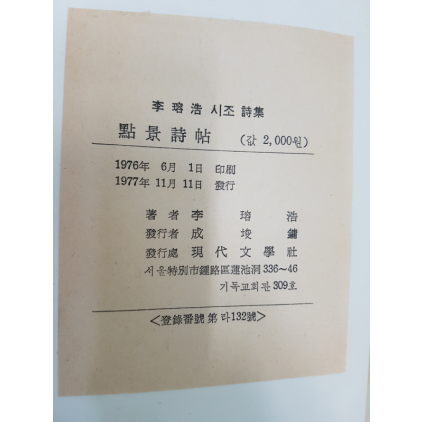 李瑢浩 시조 詩集
點景詩帖 (값 2,000원)
1976年 6月 1日 印刷
1977年 11月 11日 發行
著者 李瑢浩
發行者 成埈鏞
發行處 現代文學社
서울特別市鍾路區蓮池洞 336~46
기독교회관 309호
<登錄番號 第 라132號>